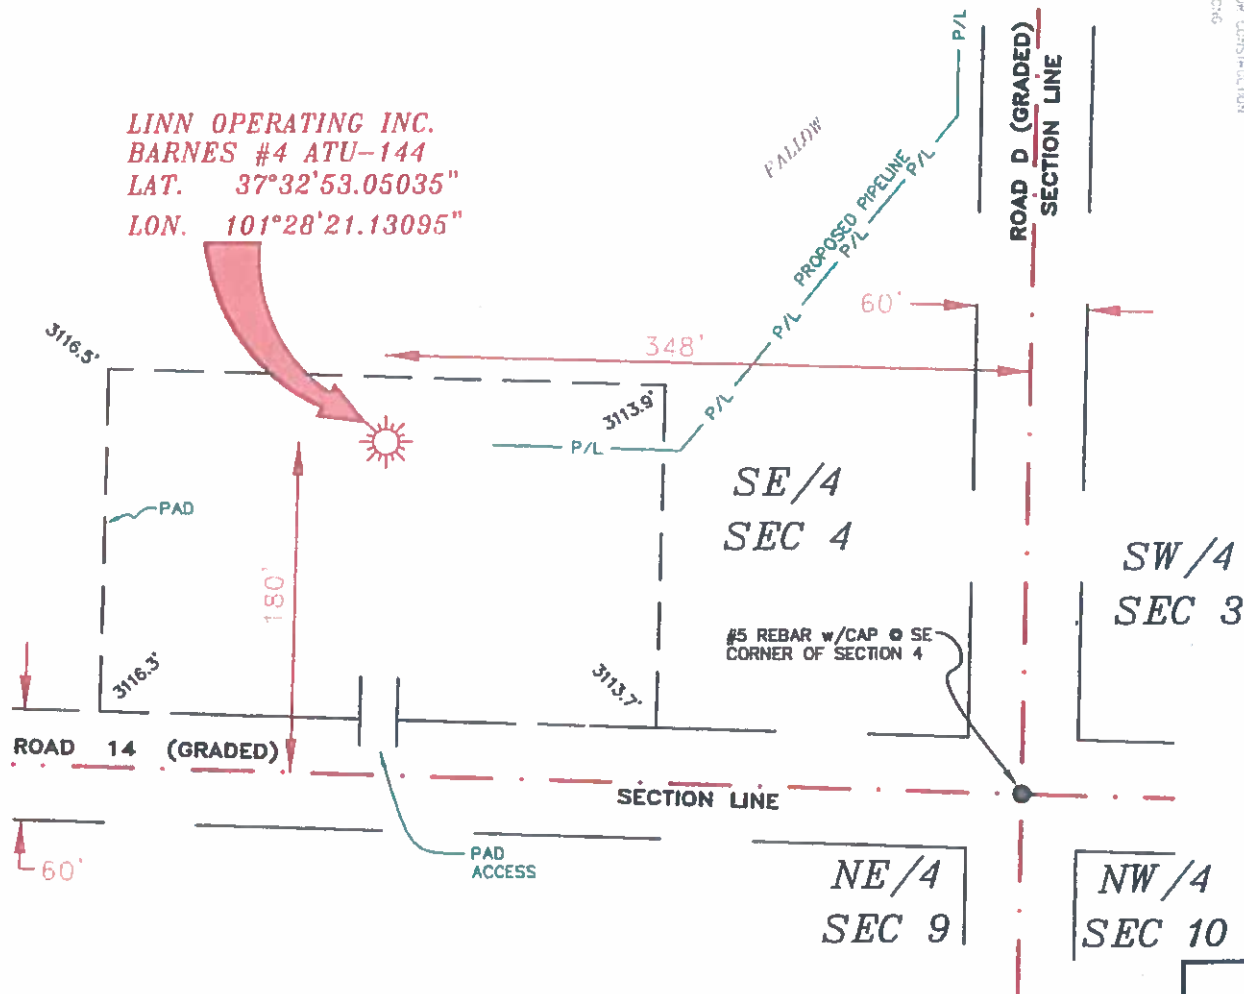 LINN OPERATING INC.
BARNES #4 ATU-144
LAT. 37°32'53.05035"
LON. 101°28'21.13095"
P/L
FALLOW
ROAD D (GRADED)
SECTION LINE
P/L
PROPOSED PIPELINE
P/L
P/L
P/L
60'
348'
3116.5'
3113.9'
P/L
PAD
SE/4
SEC 4
SW/4
SEC 3
180'
#5 REBAR w/CAP @ SE
CORNER OF SECTION 4
3116.3'
3113.7'
ROAD 14 (GRADED)
SECTION LINE
60'
PAD
ACCESS
NE/4
SEC 9
NW/4
SEC 10